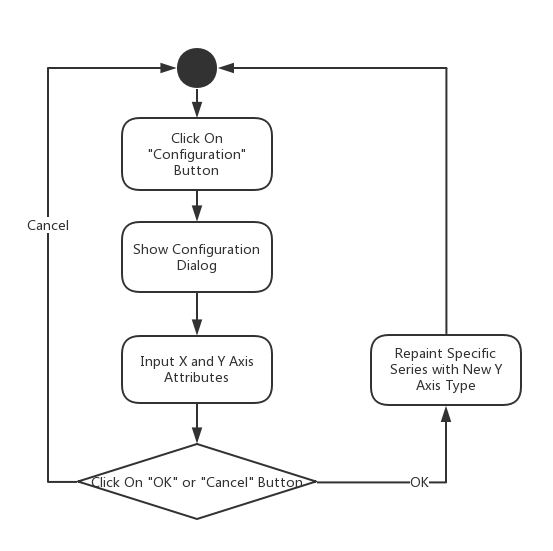 Click On
"Configuration"
Button
Cancel
Show Configuration
Dialog
Input X and Y Axis
Attributes
Repaint Specific
Series with New Y
Axis Type
Click On "OK" or "Cancel" Button
OK